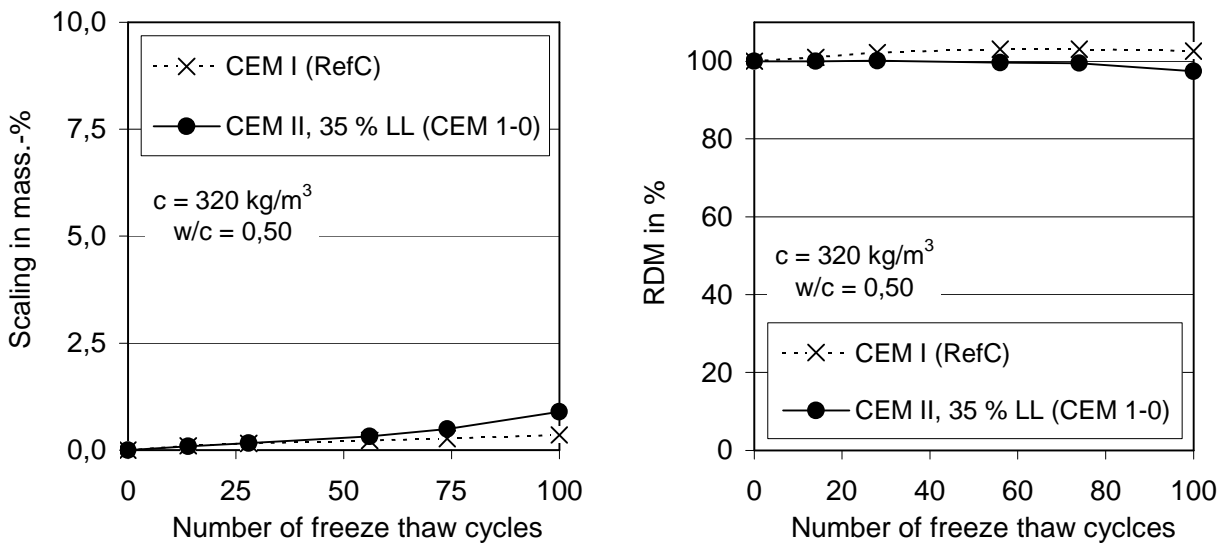 Scaling in mass.-%
10,0
7,5
5,0
2,5
0,0
CEM I (RefC)
CEM II, 35 % LL (CEM 1-0)
c = 320 kg/m³
w/c = 0,50
0 25 50 75 100
Number of freeze thaw cycles
RDM in %
100
80
60
40
20
0
c = 320 kg/m³
w/c = 0,50
CEM I (RefC)
CEM II, 35 % LL (CEM 1-0)
0 20 40 60 80 100
Number of freeze thaw cyclces